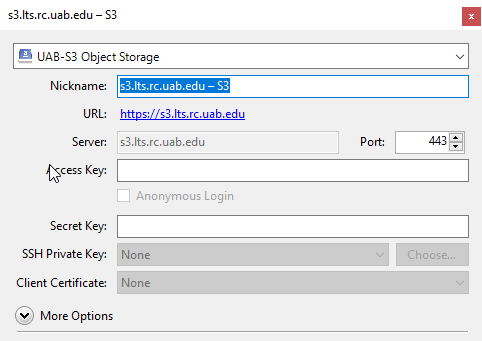 s3.lts.rc.uab.edu – S3
UAB-S3 Object Storage
Nickname: s3.lts.rc.uab.edu – S3
URL: https://s3.lts.rc.uab.edu
Server: s3.lts.rc.uab.edu Port: 443
Access Key:
Anonymous Login
Secret Key:
SSH Private Key: None Choose...
Client Certificate: None
More Options